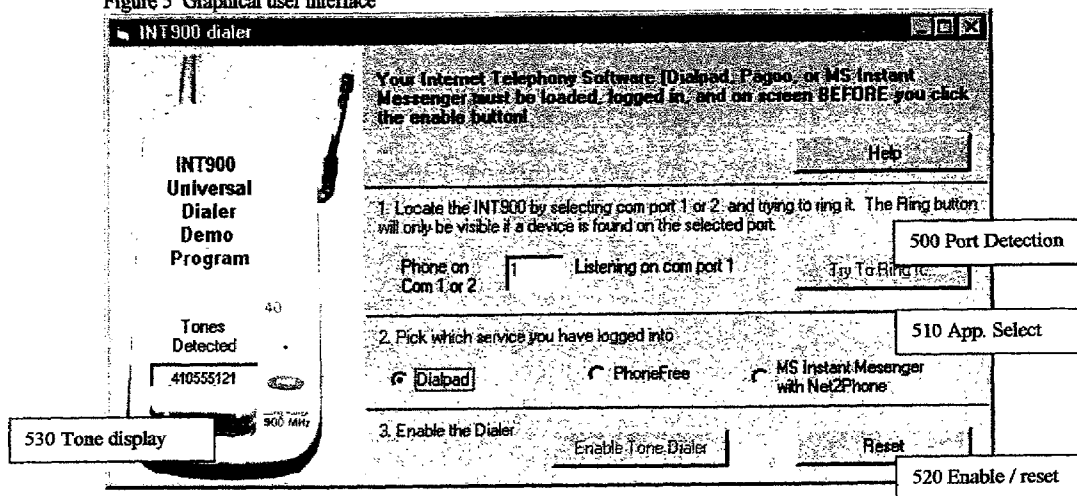 Figure 5 Graphical user interface
INT900 dialer
Your Internet Telephony Software [Dialpad, Pagoo, or MS Instant
Messenger must be loaded, logged in, and on screen BEFORE you click
the enable button!
Help
INT900
Universal
Dialer
Demo
Program
1. Locate the INT900 by selecting com port 1 or 2, and trying to ring it. The Ring button
will only be visible if a device is found on the selected port.
500 Port Detection
Phone on
Com 1 or 2
1
Listening on com port 1
Try To Ring It
40
Tones
Detected
410555121
900 MHz
530 Tone display
2. Pick which service you have logged into
510 App. Select
Dialpad
PhoneFree
MS Instant Mesenger
with Net2Phone
3. Enable the Dialer
Enable Tone Dialer
Reset
520 Enable / reset